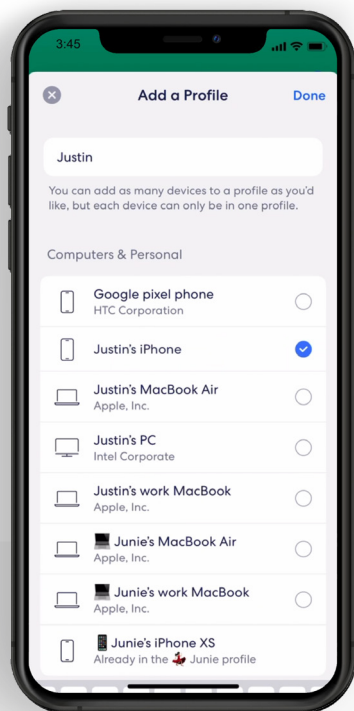 3:45
Add a Profile
Done
Justin
You can add as many devices to a profile as you'd
like, but each device can only be in one profile.
Computers & Personal
Google pixel phone
HTC Corporation
Justin's iPhone
Justin's MacBook Air
Apple, Inc.
Justin's PC
Intel Corporate
Justin's work MacBook
Apple, Inc.
💻 Junie's MacBook Air
Apple, Inc.
💻 Junie's work MacBook
Apple, Inc.
📱 Junie's iPhone XS
Already in the 💃 Junie profile